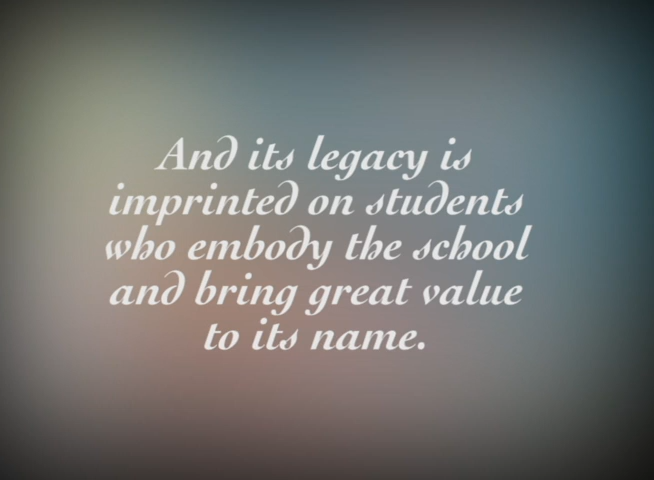 And its legacy is
imprinted on students
who embody the school
and bring great value
to its name.